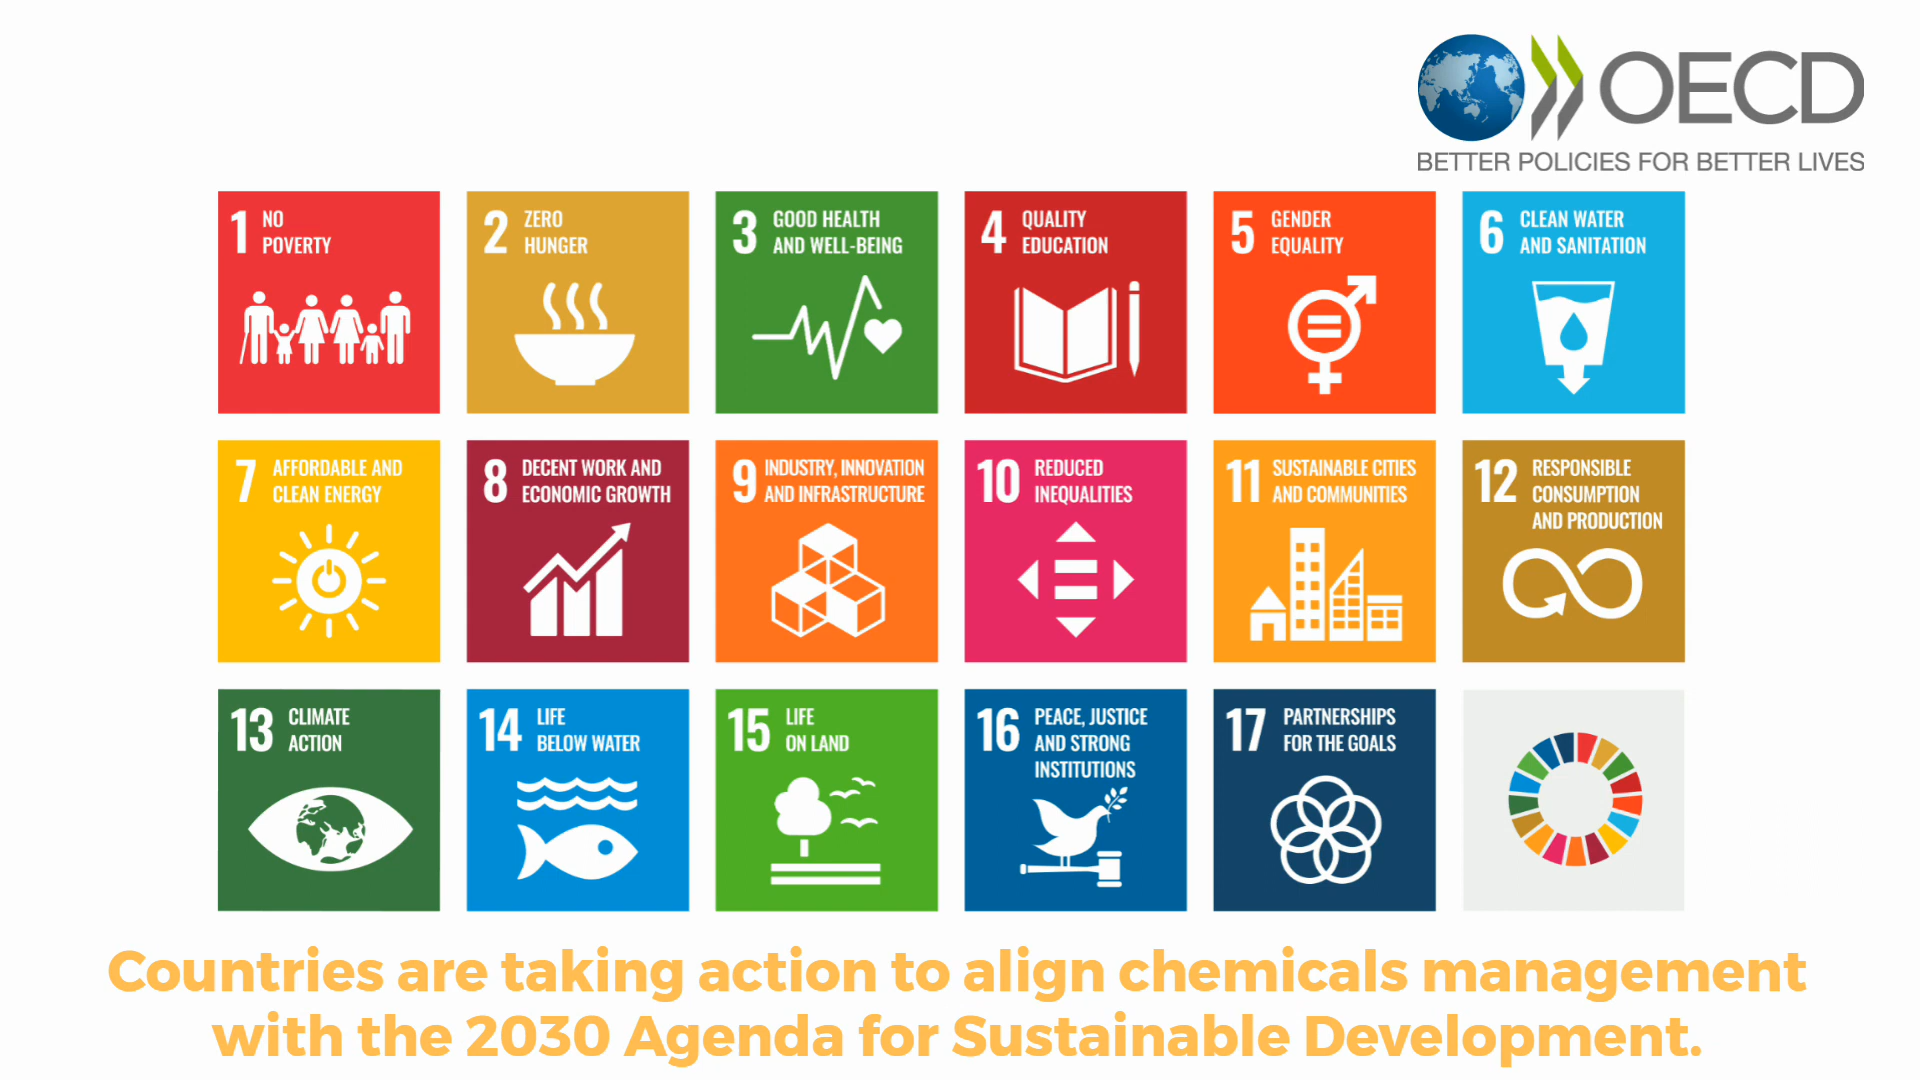 OECD
BETTER POLICIES FOR BETTER LIVES
1 NO
POVERTY
2 ZERO
HUNGER
3 GOOD HEALTH
AND WELL-BEING
4 QUALITY
EDUCATION
5 GENDER
EQUALITY
6 CLEAN WATER
AND SANITATION
7 AFFORDABLE AND
CLEAN ENERGY
8 DECENT WORK AND
ECONOMIC GROWTH
9 INDUSTRY, INNOVATION
AND INFRASTRUCTURE
10 REDUCED
INEQUALITIES
11 SUSTAINABLE CITIES
AND COMMUNITIES
12 RESPONSIBLE
CONSUMPTION
AND PRODUCTION
13 CLIMATE
ACTION
14 LIFE
BELOW WATER
15 LIFE
ON LAND
16 PEACE, JUSTICE
AND STRONG
INSTITUTIONS
17 PARTNERSHIPS
FOR THE GOALS
Countries are taking action to align chemicals management
with the 2030 Agenda for Sustainable Development.